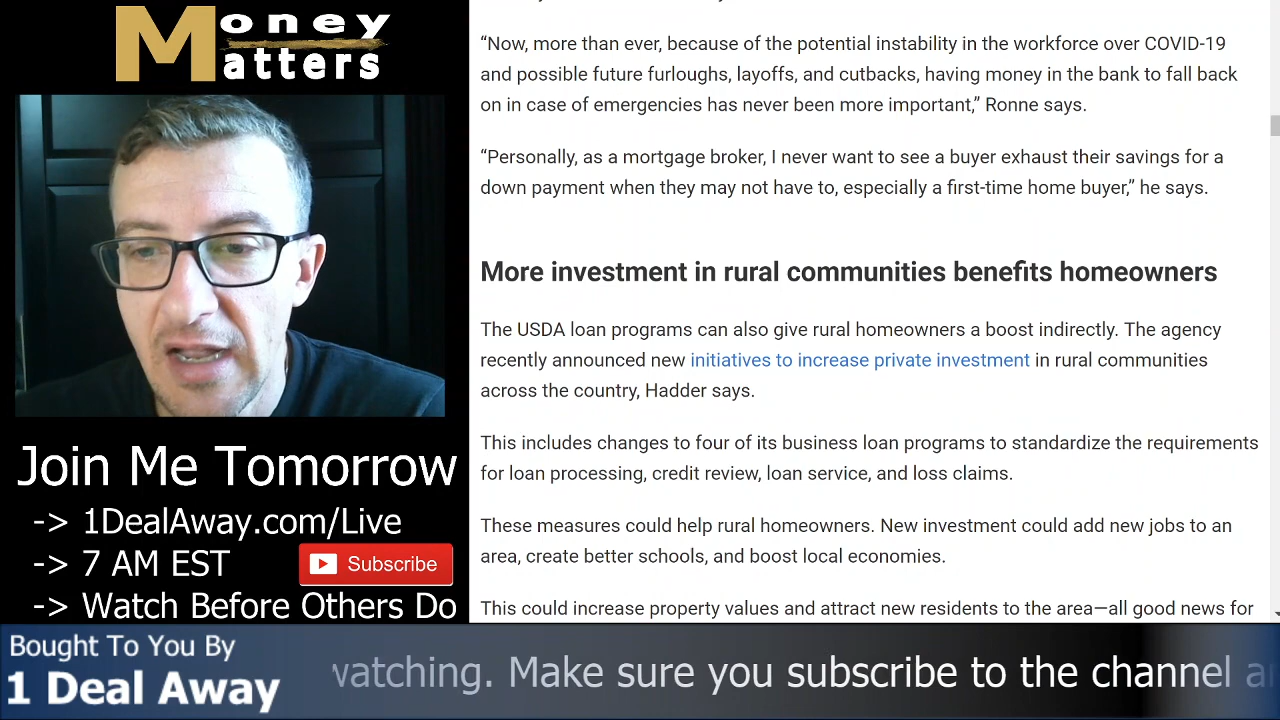 Money
Matters
Join Me Tomorrow
-> 1DealAway.com/Live
-> 7 AM EST
Subscribe
-> Watch Before Others Do
“Now, more than ever, because of the potential instability in the workforce over COVID-19
and possible future furloughs, layoffs, and cutbacks, having money in the bank to fall back
on in case of emergencies has never been more important,” Ronne says.
“Personally, as a mortgage broker, I never want to see a buyer exhaust their savings for a
down payment when they may not have to, especially a first-time home buyer,” he says.
More investment in rural communities benefits homeowners
The USDA loan programs can also give rural homeowners a boost indirectly. The agency
recently announced new initiatives to increase private investment in rural communities
across the country, Hadder says.
This includes changes to four of its business loan programs to standardize the requirements
for loan processing, credit review, loan service, and loss claims.
These measures could help rural homeowners. New investment could add new jobs to an
area, create better schools, and boost local economies.
This could increase property values and attract new residents to the area—all good news for
Bought To You By
1 Deal Away
watching. Make sure you subscribe to the channel